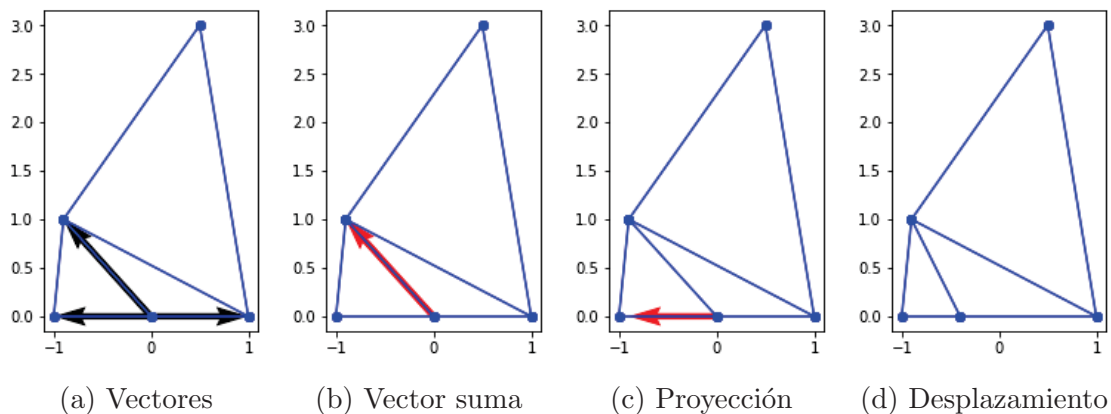 3.0 3.0 3.0 3.0
2.5 2.5 2.5 2.5
2.0 2.0 2.0 2.0
1.5 1.5 1.5 1.5
1.0 1.0 1.0 1.0
0.5 0.5 0.5 0.5
0.0 0.0 0.0 0.0
−1 0 1 −1 0 1 −1 0 1 −1 0 1
(a) Vectores (b) Vector suma (c) Proyección (d) Desplazamiento